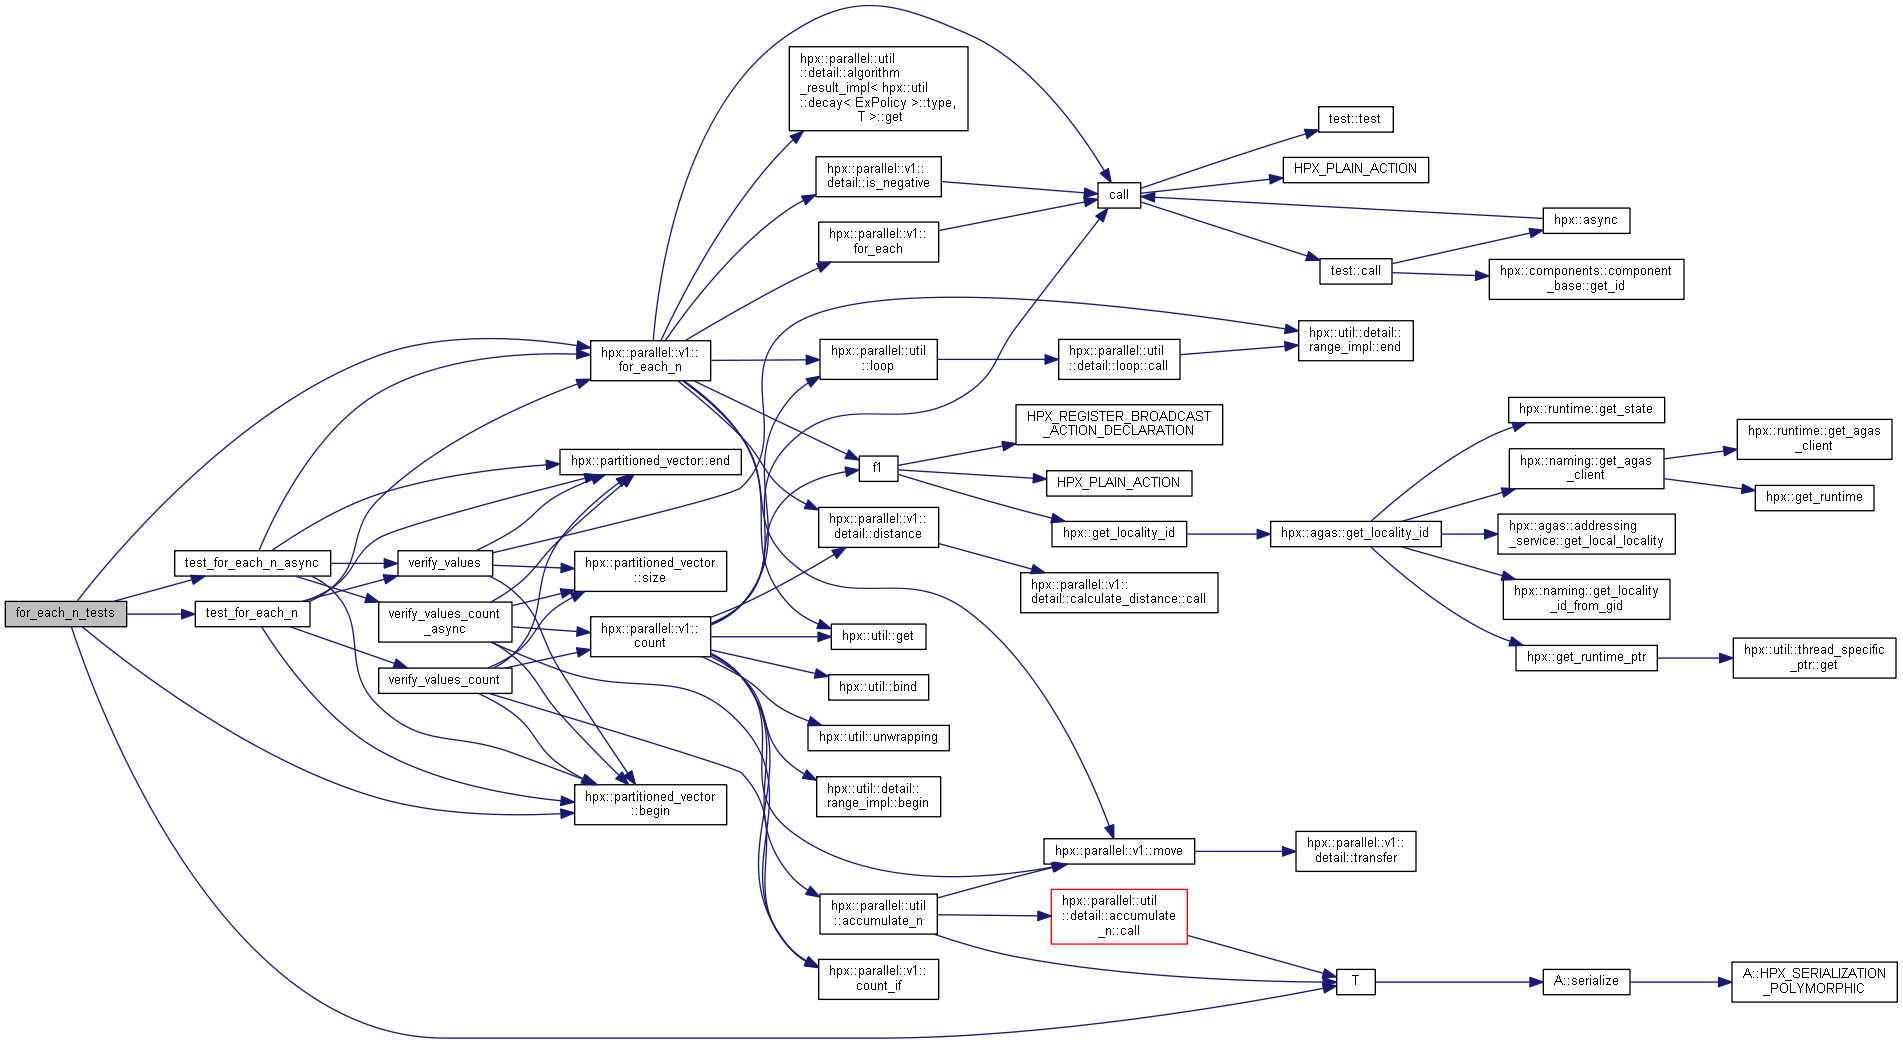 for_each_n_tests
test_for_each_n_async
test_for_each_n
verify_values
verify_values_count
_async
verify_values_count
hpx::parallel::v1::
for_each_n
hpx::partitioned_vector::end
hpx::partitioned_vector
::size
hpx::parallel::v1::
count
hpx::partitioned_vector
::begin
hpx::parallel::util
::detail::algorithm
_result_impl< hpx::util
::decay< ExPolicy >::type,
T >::get
hpx::parallel::v1::
detail::is_negative
hpx::parallel::v1::
for_each
hpx::parallel::util
::loop
f1
hpx::parallel::v1::
detail::distance
hpx::util::get
hpx::util::bind
hpx::util::unwrapping
hpx::util::detail::
range_impl::begin
hpx::parallel::util
::accumulate_n
hpx::parallel::v1::
count_if
call
hpx::parallel::util
::detail::loop::call
HPX_REGISTER_BROADCAST
_ACTION_DECLARATION
HPX_PLAIN_ACTION
hpx::get_locality_id
hpx::parallel::v1::
detail::calculate_distance::call
hpx::parallel::v1::move
hpx::parallel::util
::detail::accumulate
_n::call
test::test
HPX_PLAIN_ACTION
test::call
hpx::util::detail::
range_impl::end
hpx::agas::get_locality_id
hpx::parallel::v1::
detail::transfer
T
hpx::async
hpx::components::component
_base::get_id
hpx::runtime::get_state
hpx::naming::get_agas
_client
hpx::agas::addressing
_service::get_local_locality
hpx::naming::get_locality
_id_from_gid
hpx::get_runtime_ptr
A::serialize
hpx::runtime::get_agas
_client
hpx::get_runtime
hpx::util::thread_specific
_ptr::get
A::HPX_SERIALIZATION
_POLYMORPHIC